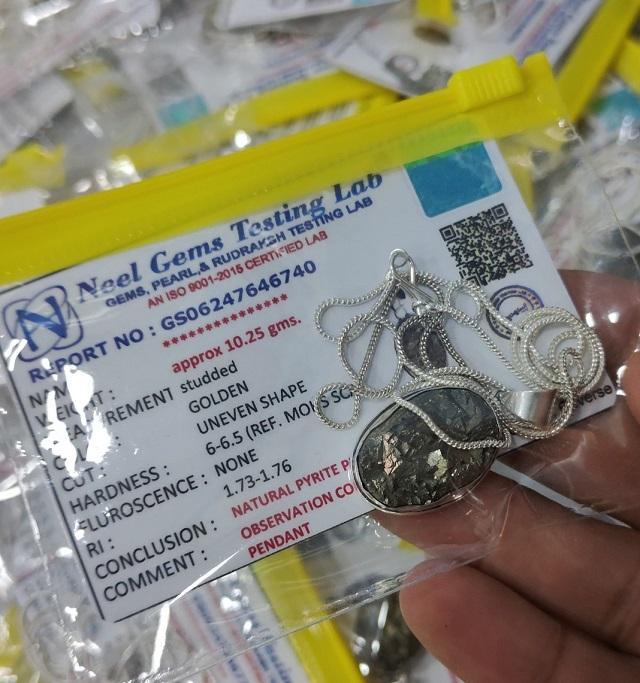 Neel Gems Testing Lab
GEMS, PEARL,& RUDRAKSH TESTING LAB
AN ISO 9001-2015 CERTIFIED LAB
REPORT NO : GS06247646740
**************
approx 10.25 gms.
WEIGHT :
studded
GOLDEN
CUT : UNEVEN SHAPE
HARDNESS : 6-6.5 (REF. MOHS SC
FLUROSCENCE : NONE
RI : 1.73-1.76
CONCLUSION : NATURAL PYRITE P
COMMENT : OBSERVATION CO
PENDANT